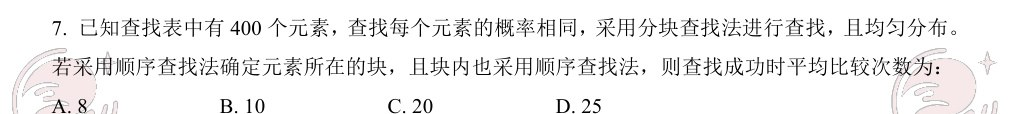 7. 已知查找表中有 400 个元素，查找每个元素的概率相同，采用分块查找法进行查找，且均匀分布。
若采用顺序查找法确定元素所在的块，且块内也采用顺序查找法，则查找成功时平均比较次数为：
A. 8 B. 10 C. 20 D. 25